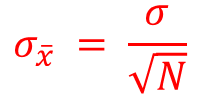 σx̄ = σ/√N